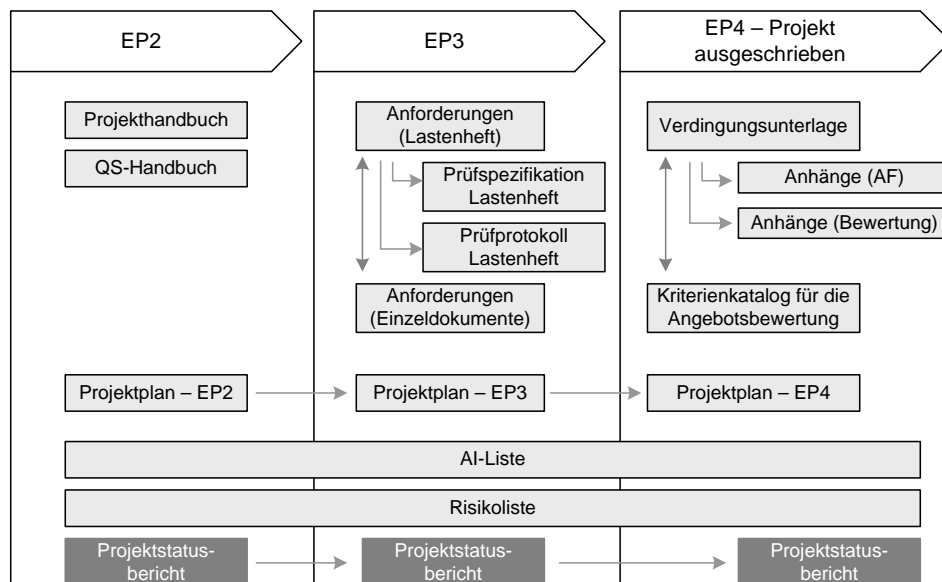 EP2
EP3
EP4 – Projekt
ausgeschrieben
Projekthandbuch
QS-Handbuch
Anforderungen
(Lastenheft)
Prüfspezifikation
Lastenheft
Prüfprotokoll
Lastenheft
Anforderungen
(Einzeldokumente)
Verdingungsunterlage
Anhänge (AF)
Anhänge (Bewertung)
Kriterienkatalog für die
Angebotsbewertung
Projektplan – EP2
Projektplan – EP3
Projektplan – EP4
AI-Liste
Risikoliste
Projektstatus-
bericht
Projektstatus-
bericht
Projektstatus-
bericht